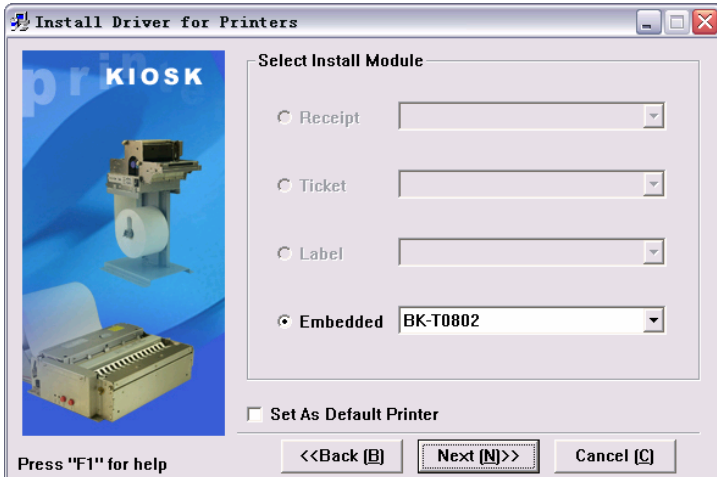 Install Driver for Printers
printe
KIOSK
Select Install Module
Receipt
Ticket
Label
Embedded BK-T0802
Set As Default Printer
Press "F1" for help
<<Back (B) Next (N)>> Cancel (C)